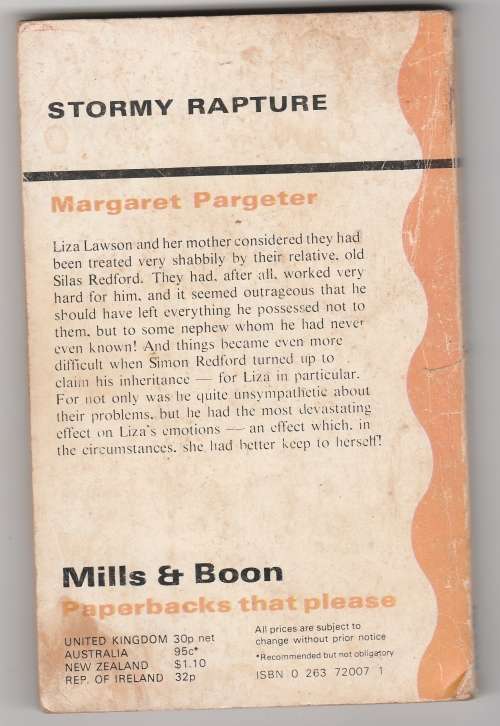 STORMY RAPTURE
Margaret Pargeter
Liza Lawson and her mother considered they had
been treated very shabbily by their relative, old
Silas Redford. They had, after all, worked very
hard for him, and it seemed outrageous that he
should have left everything he possessed not to
them, but to some nephew whom he had never
even known! And things became even more
difficult when Simon Redford turned up to
claim his inheritance — for Liza in particular.
For not only was he quite unsympathetic about
their problems, but he had the most devastating
effect on Liza's emotions — an effect which, in
the circumstances, she had better keep to herself!
Mills & Boon
Paperbacks that please
UNITED KINGDOM 30p net
AUSTRALIA 95c*
NEW ZEALAND $1.10
REP. OF IRELAND 32p
All prices are subject to
change without prior notice
*Recommended but not obligatory
ISBN 0 263 72007 1